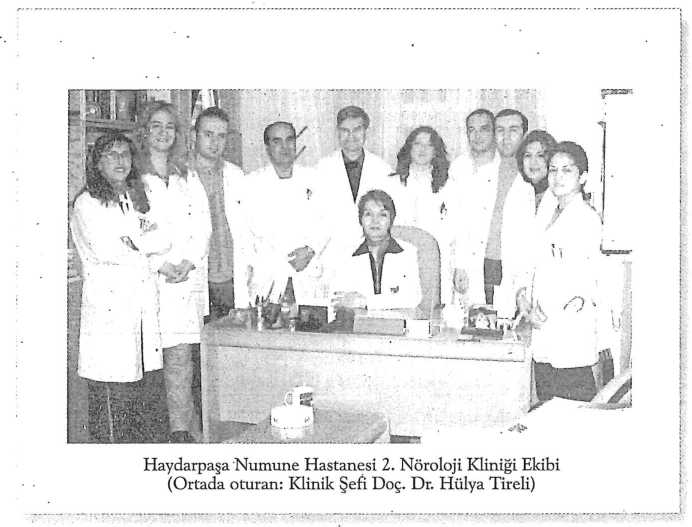 Haydarpaşa Numune Hastanesi 2. Nöroloji Kliniği Ekibi
(Ortada oturan: Klinik Şefi Doç. Dr. Hülya Tireli)